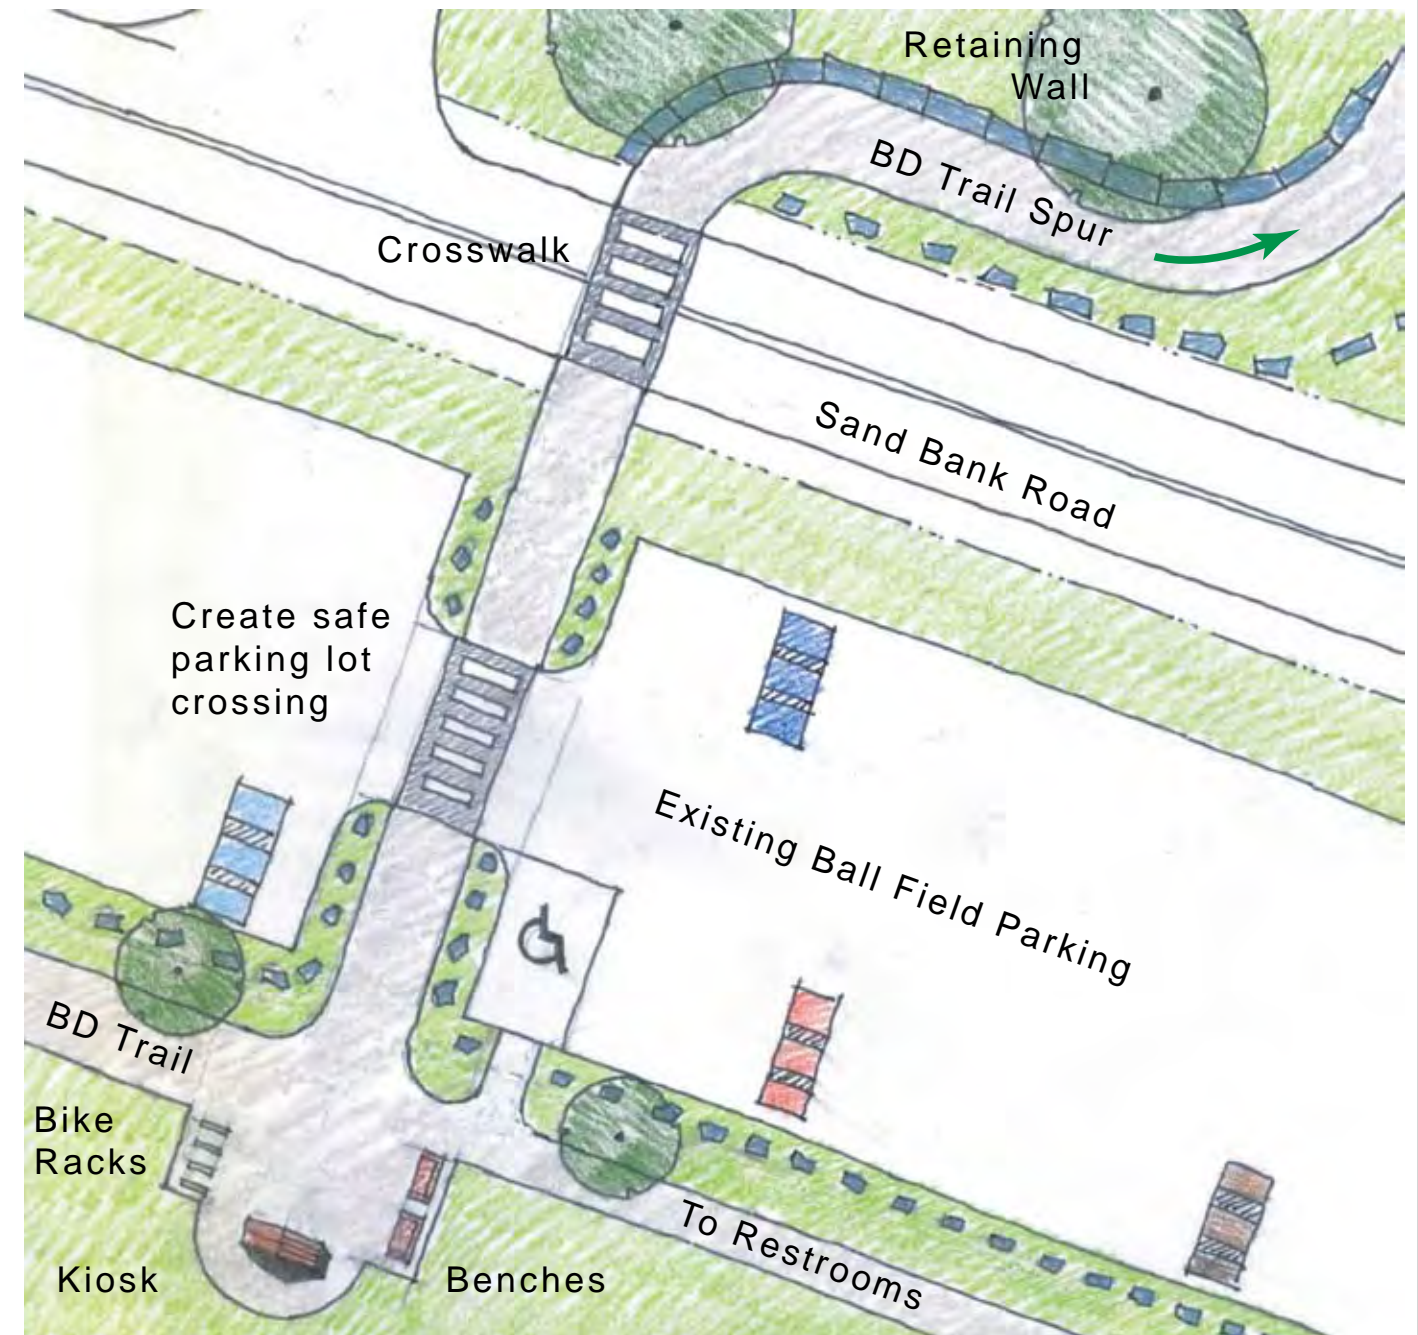 Retaining
Wall
BD Trail Spur
Crosswalk
Sand Bank Road
Create safe
parking lot
crossing
Existing Ball Field Parking
BD Trail
Bike
Racks
To Restrooms
Kiosk
Benches